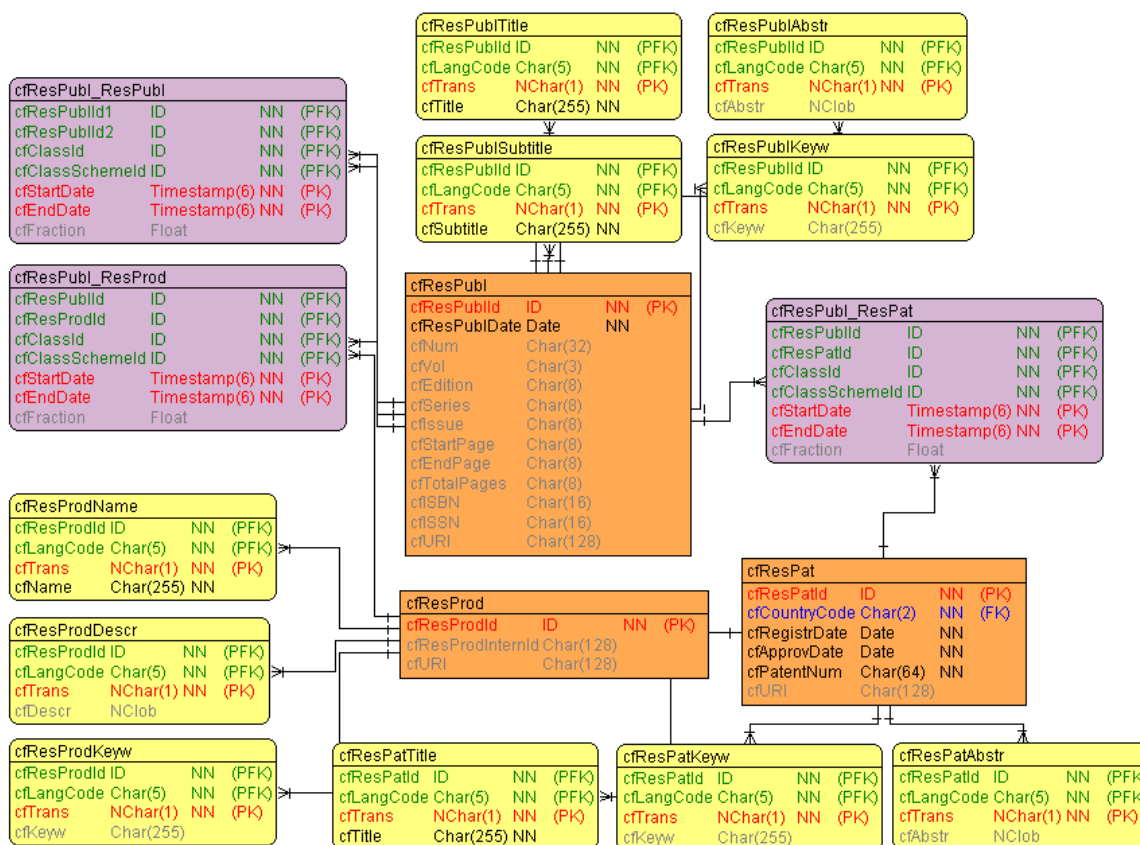 cfResPublTitle
cfResPublId ID NN (PFK)
cfLangCode Char(5) NN (PFK)
cfTrans NChar(1) NN (PK)
cfTitle Char(255) NN
cfResPublAbstr
cfResPublId ID NN (PFK)
cfLangCode Char(5) NN (PFK)
cfTrans NChar(1) NN (PK)
cfAbstr NClob
cfResPubl_ResPubl
cfResPublId1 ID NN (PFK)
cfResPublId2 ID NN (PFK)
cfClassId ID NN (PFK)
cfClassSchemeId ID NN (PFK)
cfStartDate Timestamp(6) NN (PK)
cfEndDate Timestamp(6) NN (PK)
cfFraction Float
cfResPublSubtitle
cfResPublId ID NN (PFK)
cfLangCode Char(5) NN (PFK)
cfTrans NChar(1) NN (PK)
cfSubtitle Char(255) NN
cfResPublKeyw
cfResPublId ID NN (PFK)
cfLangCode Char(5) NN (PFK)
cfTrans NChar(1) NN (PK)
cfKeyw Char(255)
cfResPubl_ResProd
cfResPublId ID NN (PFK)
cfResProdId ID NN (PFK)
cfClassId ID NN (PFK)
cfClassSchemeId ID NN (PFK)
cfStartDate Timestamp(6) NN (PK)
cfEndDate Timestamp(6) NN (PK)
cfFraction Float
cfResPubl
cfResPublId ID NN (PK)
cfResPublDate Date NN
cfNum Char(32)
cfVol Char(3)
cfEdition Char(8)
cfSeries Char(8)
cfIssue Char(8)
cfStartPage Char(8)
cfEndPage Char(8)
cfTotalPages Char(8)
cfISBN Char(16)
cfISSN Char(16)
cfURI Char(128)
cfResPubl_ResPat
cfResPublId ID NN (PFK)
cfResPatId ID NN (PFK)
cfClassId ID NN (PFK)
cfClassSchemeId ID NN (PFK)
cfStartDate Timestamp(6) NN (PK)
cfEndDate Timestamp(6) NN (PK)
cfFraction Float
cfResProdName
cfResProdId ID NN (PFK)
cfLangCode Char(5) NN (PFK)
cfTrans NChar(1) NN (PK)
cfName Char(255) NN
cfResProd
cfResProdId ID NN (PK)
cfResProdInternId Char(128)
cfURI Char(128)
cfResPat
cfResPatId ID NN (PK)
cfCountryCode Char(2) NN (FK)
cfRegistrDate Date NN
cfApprovDate Date NN
cfPatentNum Char(64) NN
cfURI Char(128)
cfResProdDescr
cfResProdId ID NN (PFK)
cfLangCode Char(5) NN (PFK)
cfTrans NChar(1) NN (PK)
cfDescr NClob
cfResProdKeyw
cfResProdId ID NN (PFK)
cfLangCode Char(5) NN (PFK)
cfTrans NChar(1) NN (PK)
cfKeyw Char(255)
cfResPatTitle
cfResPatId ID NN (PFK)
cfLangCode Char(5) NN (PFK)
cfTrans NChar(1) NN (PK)
cfTitle Char(255) NN
cfResPatKeyw
cfResPatId ID NN (PFK)
cfLangCode Char(5) NN (PFK)
cfTrans NChar(1) NN (PK)
cfKeyw Char(255)
cfResPatAbstr
cfResPatId ID NN (PFK)
cfLangCode Char(5) NN (PFK)
cfTrans NChar(1) NN (PK)
cfAbstr NClob